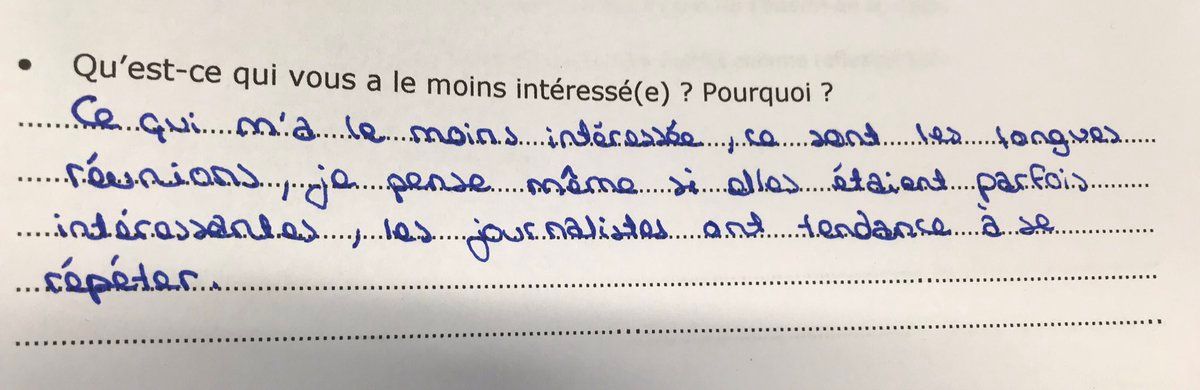 • Qu'est-ce qui vous a le moins intéressé(e) ? Pourquoi ?
Ce qui m'a le moins intéressée, ce sont les longues
réunions, je pense même si elles étaient parfois
intéressantes, les journalistes ont tendance à se
répéter.